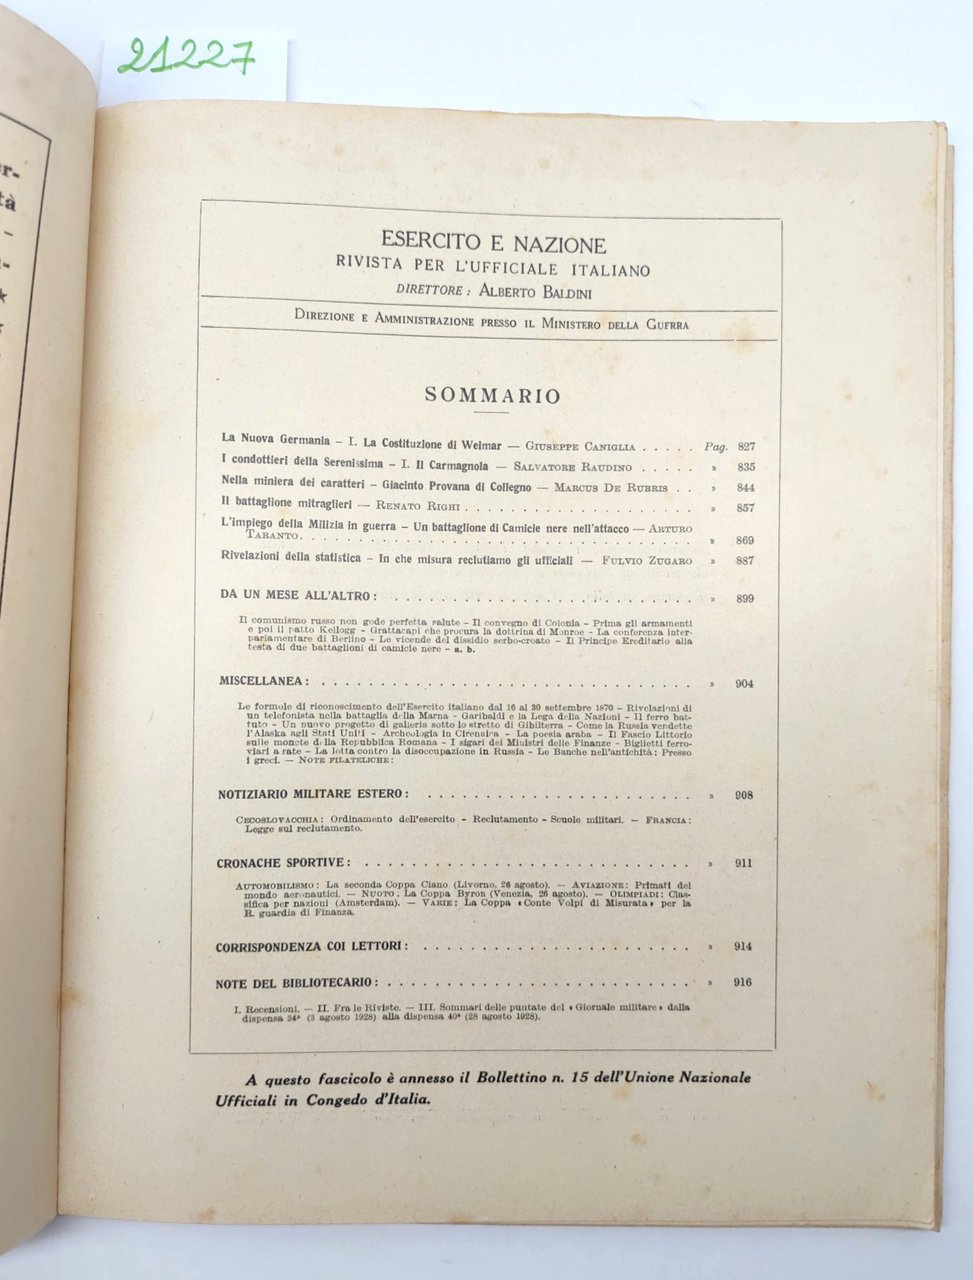 21227
ESERCITO E NAZIONE
RIVISTA PER L'UFFICIALE ITALIANO
DIRETTORE: ALBERTO BALDINI
DIREZIONE E AMMINISTRAZIONE PRESSO IL MINISTERO DELLA GUERRA
SOMMARIO
La Nuova Germania – I. La Costituzione di Weimar — GIUSEPPE CANIGLIA . . . . . Pag. 827
I condottieri della Serenissima – I. Il Carmagnola — SALVATORE RAUDINO . . . . . » 835
Nella miniera dei caratteri – Giacinto Provana di Collegno — MARCUS DE RUBRIS . . » 844
Il battaglione mitraglieri — RENATO RIGHI . . . . . . . . . . . . . . . . . . » 857
L'impiego della Milizia in guerra – Un battaglione di Camicie nere nell'attacco — ARTURO
TARANTO. . . . . . . . . . . . . . . . . . . . . . . . . . . . . . » 869
Rivelazioni della statistica – In che misura reclutiamo gli ufficiali — FULVIO ZUGARO » 887
DA UN MESE ALL'ALTRO: . . . . . . . . . . . . . . . . . . . . . . . » 899
Il comunismo russo non gode perfetta salute – Il convegno di Colonia – Prima gli armamenti
e poi il patto Kellogg – Grattacapi che procura la dottrina di Monroe – La conferenza inter-
parlamentare di Berlino – Le vicende del dissidio serbo-croato – Il Principe Ereditario alla
testa di due battaglioni di camicie nere – a. b.
MISCELLANEA: . . . . . . . . . . . . . . . . . . . . . . . . . . . . » 904
Le formole di riconoscimento dell'Esercito italiano dal 16 al 30 settembre 1870 – Rivelazioni di
un telefonista nella battaglia della Marna – Garibaldi e la Lega della Nazioni – Il ferro bat-
tuto – Un nuovo progetto di galleria sotto lo stretto di Gibilterra – Come la Russia vendette
l'Alaska agli Stati Uniti – Archeologia in Cirenaica – La poesia araba – Il Fascio Littorio
sulle monete della Repubblica Romana – I sigari dei Ministri delle Finanze – Biglietti ferro-
viari a rate – La lotta contro la disoccupazione in Russia – Le Banche nell'antichità: Presso
i greci. — NOTE FILATELICHE:
NOTIZIARIO MILITARE ESTERO: . . . . . . . . . . . . . . . . . . . . » 908
CECOSLOVACCHIA: Ordinamento dell'esercito – Reclutamento – Scuole militari. — FRANCIA:
Legge sul reclutamento.
CRONACHE SPORTIVE: . . . . . . . . . . . . . . . . . . . . . . . . . » 911
AUTOMOBILISMO: La seconda Coppa Ciano (Livorno, 26 agosto). — AVIAZIONE: Primati del
mondo aeronautici. — NUOTO. La Coppa Byron (Venezia, 26 agosto). — OLIMPIADI: Clas-
sifica per nazioni (Amsterdam). — VARIE: La Coppa «Conte Volpi di Misurata» per la
R. guardia di Finanza.
CORRISPONDENZA COI LETTORI: . . . . . . . . . . . . . . . . . . . . . » 914
NOTE DEL BIBLIOTECARIO: . . . . . . . . . . . . . . . . . . . . . . . » 916
I. Recensioni. — II. Fra le Riviste. — III. Sommari delle puntate del «Giornale militare» dalla
dispensa 34ª (3 agosto 1928) alla dispensa 40ª (28 agosto 1928).
A questo fascicolo è annesso il Bollettino n. 15 dell'Unione Nazionale
Ufficiali in Congedo d'Italia.